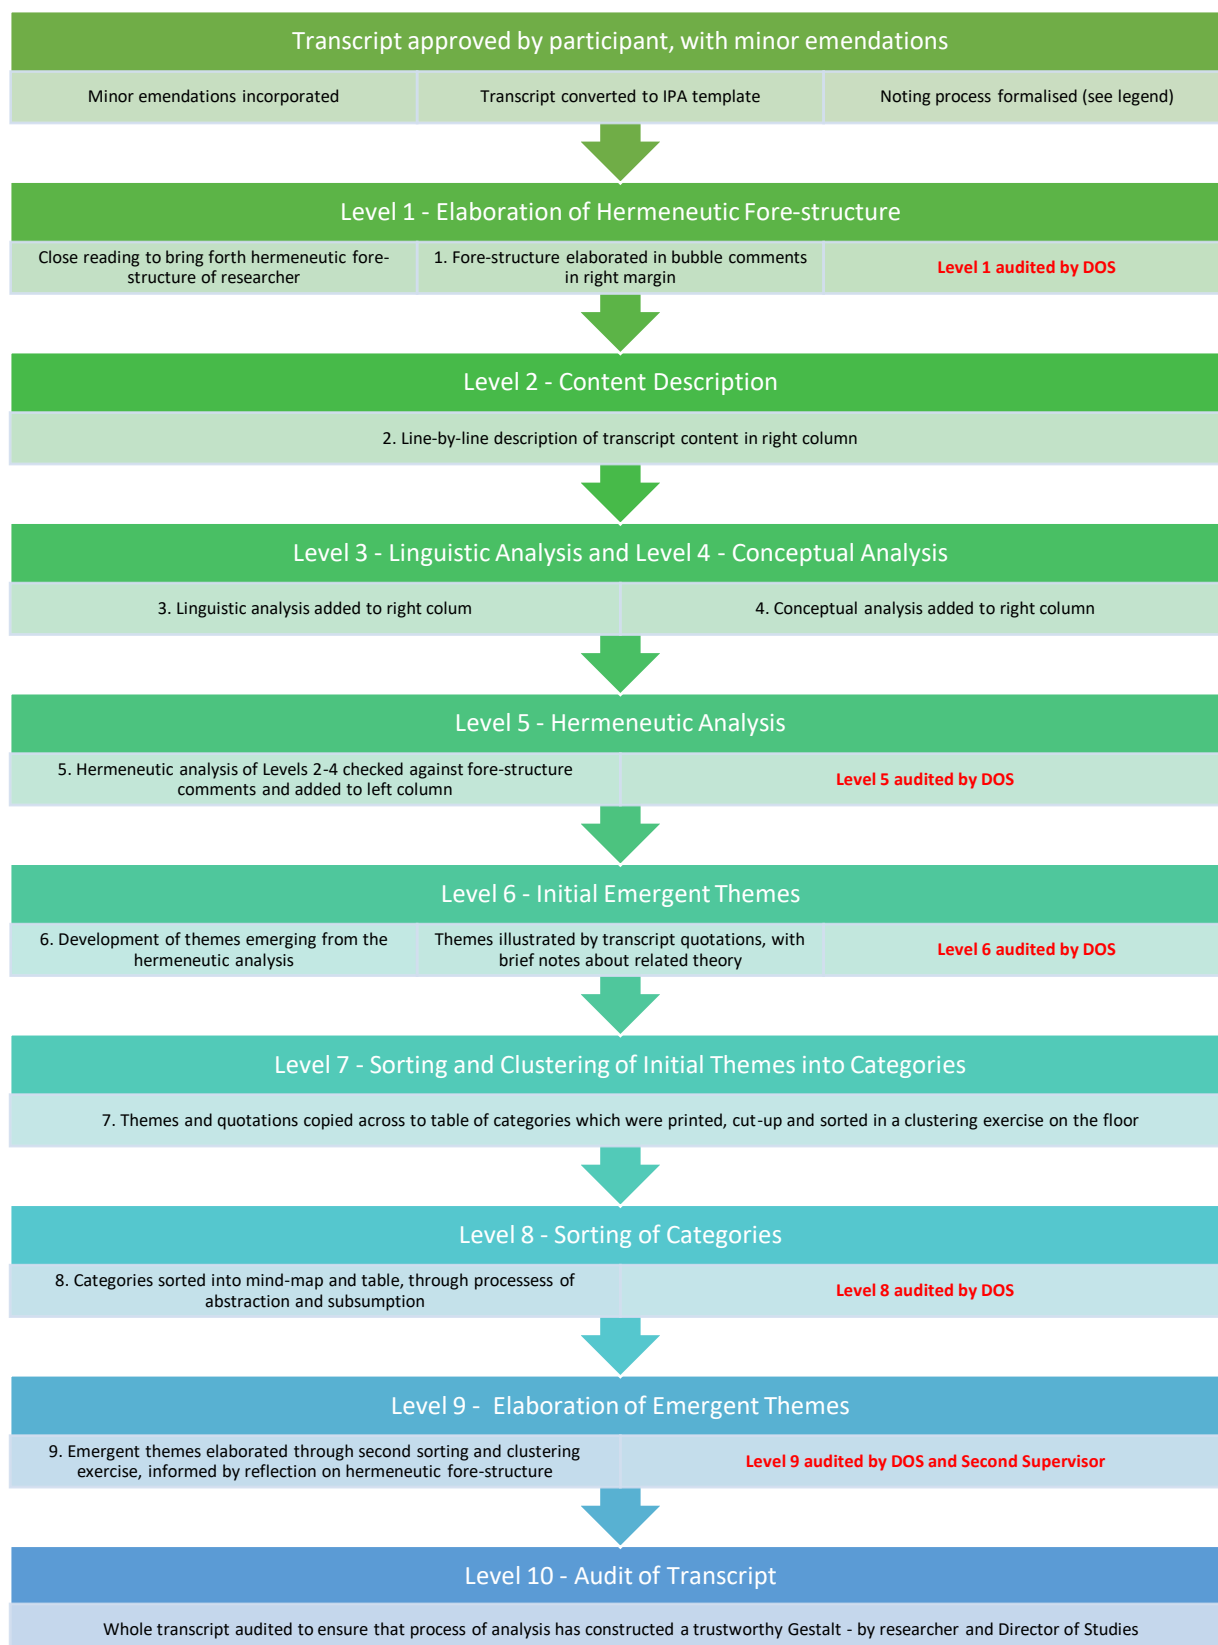 Transcript approved by participant, with minor emendations
Minor emendations incorporated
Transcript converted to IPA template
Noting process formalised (see legend)
Level 1 - Elaboration of Hermeneutic Fore-structure
Close reading to bring forth hermeneutic fore-
structure of researcher
1. Fore-structure elaborated in bubble comments
in right margin
Level 1 audited by DOS
Level 2 - Content Description
2. Line-by-line description of transcript content in right column
Level 3 - Linguistic Analysis and Level 4 - Conceptual Analysis
3. Linguistic analysis added to right colum
4. Conceptual analysis added to right column
Level 5 - Hermeneutic Analysis
5. Hermeneutic analysis of Levels 2-4 checked against fore-structure
comments and added to left column
Level 5 audited by DOS
Level 6 - Initial Emergent Themes
6. Development of themes emerging from the
hermeneutic analysis
Themes illustrated by transcript quotations, with
brief notes about related theory
Level 6 audited by DOS
Level 7 - Sorting and Clustering of Initial Themes into Categories
7. Themes and quotations copied across to table of categories which were printed, cut-up and sorted in a clustering exercise on the floor
Level 8 - Sorting of Categories
8. Categories sorted into mind-map and table, through processess of
abstraction and subsumption
Level 8 audited by DOS
Level 9 - Elaboration of Emergent Themes
9. Emergent themes elaborated through second sorting and clustering
exercise, informed by reflection on hermeneutic fore-structure
Level 9 audited by DOS and Second Supervisor
Level 10 - Audit of Transcript
Whole transcript audited to ensure that process of analysis has constructed a trustworthy Gestalt - by researcher and Director of Studies